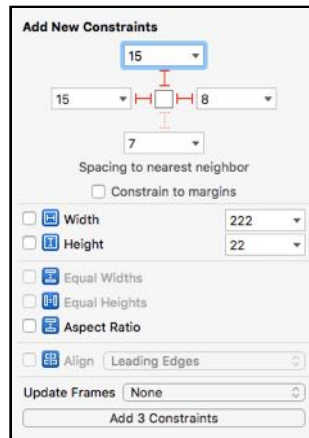 Add New Constraints
15
15 8
7
Spacing to nearest neighbor
Constrain to margins
Width 222
Height 22
Equal Widths
Equal Heights
Aspect Ratio
Align Leading Edges
Update Frames None
Add 3 Constraints